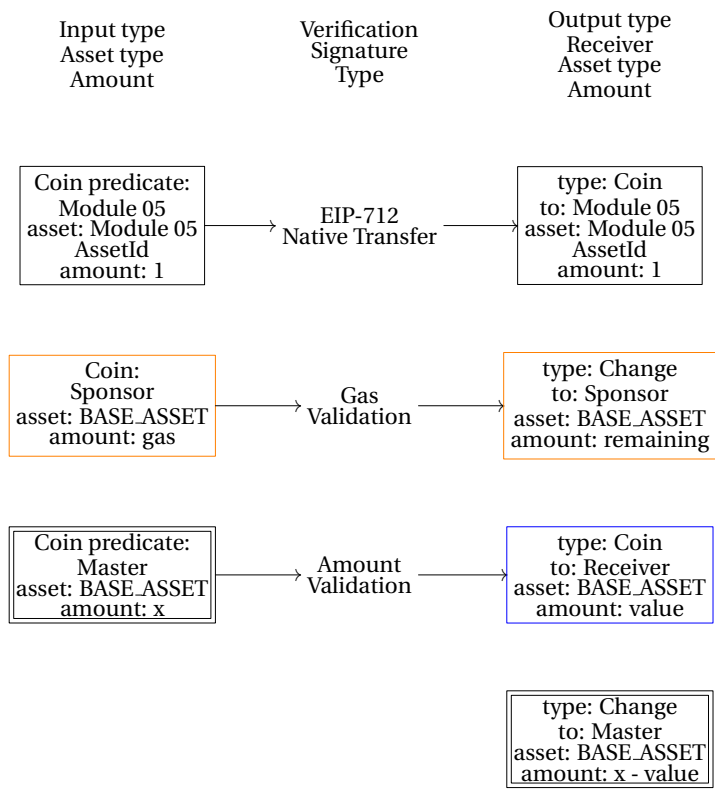 Input type
Asset type
Amount
Verification
Signature
Type
Output type
Receiver
Asset type
Amount
Coin predicate:
Module 05
asset: Module 05
AssetId
amount: 1
EIP-712
Native Transfer
type: Coin
to: Module 05
asset: Module 05
AssetId
amount: 1
Coin:
Sponsor
asset: BASE_ASSET
amount: gas
Gas
Validation
type: Change
to: Sponsor
asset: BASE_ASSET
amount: remaining
Coin predicate:
Master
asset: BASE_ASSET
amount: x
Amount
Validation
type: Coin
to: Receiver
asset: BASE_ASSET
amount: value
type: Change
to: Master
asset: BASE_ASSET
amount: x - value